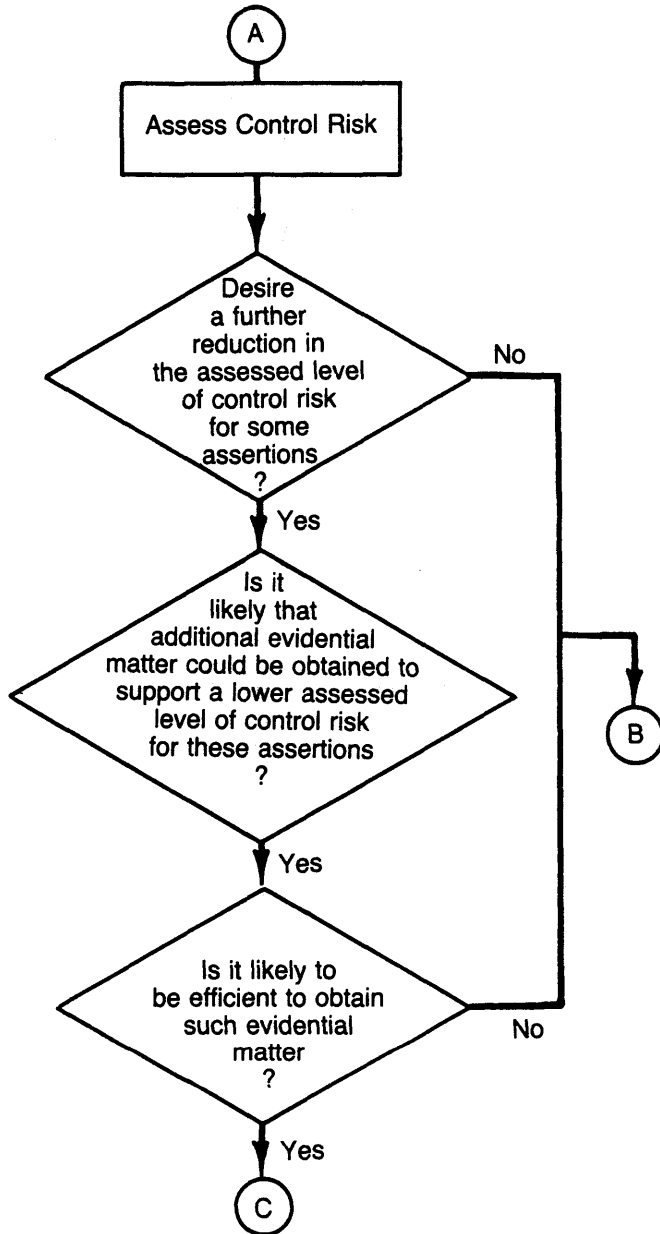 A
Assess Control Risk
Desire
a further
reduction in
the assessed level
of control risk
for some
assertions
?
No
Yes
Is it
likely that
additional evidential
matter could be obtained to
support a lower assessed
level of control risk
for these assertions
?
B
Yes
Is it likely to
be efficient to obtain
such evidential
matter
?
No
Yes
C